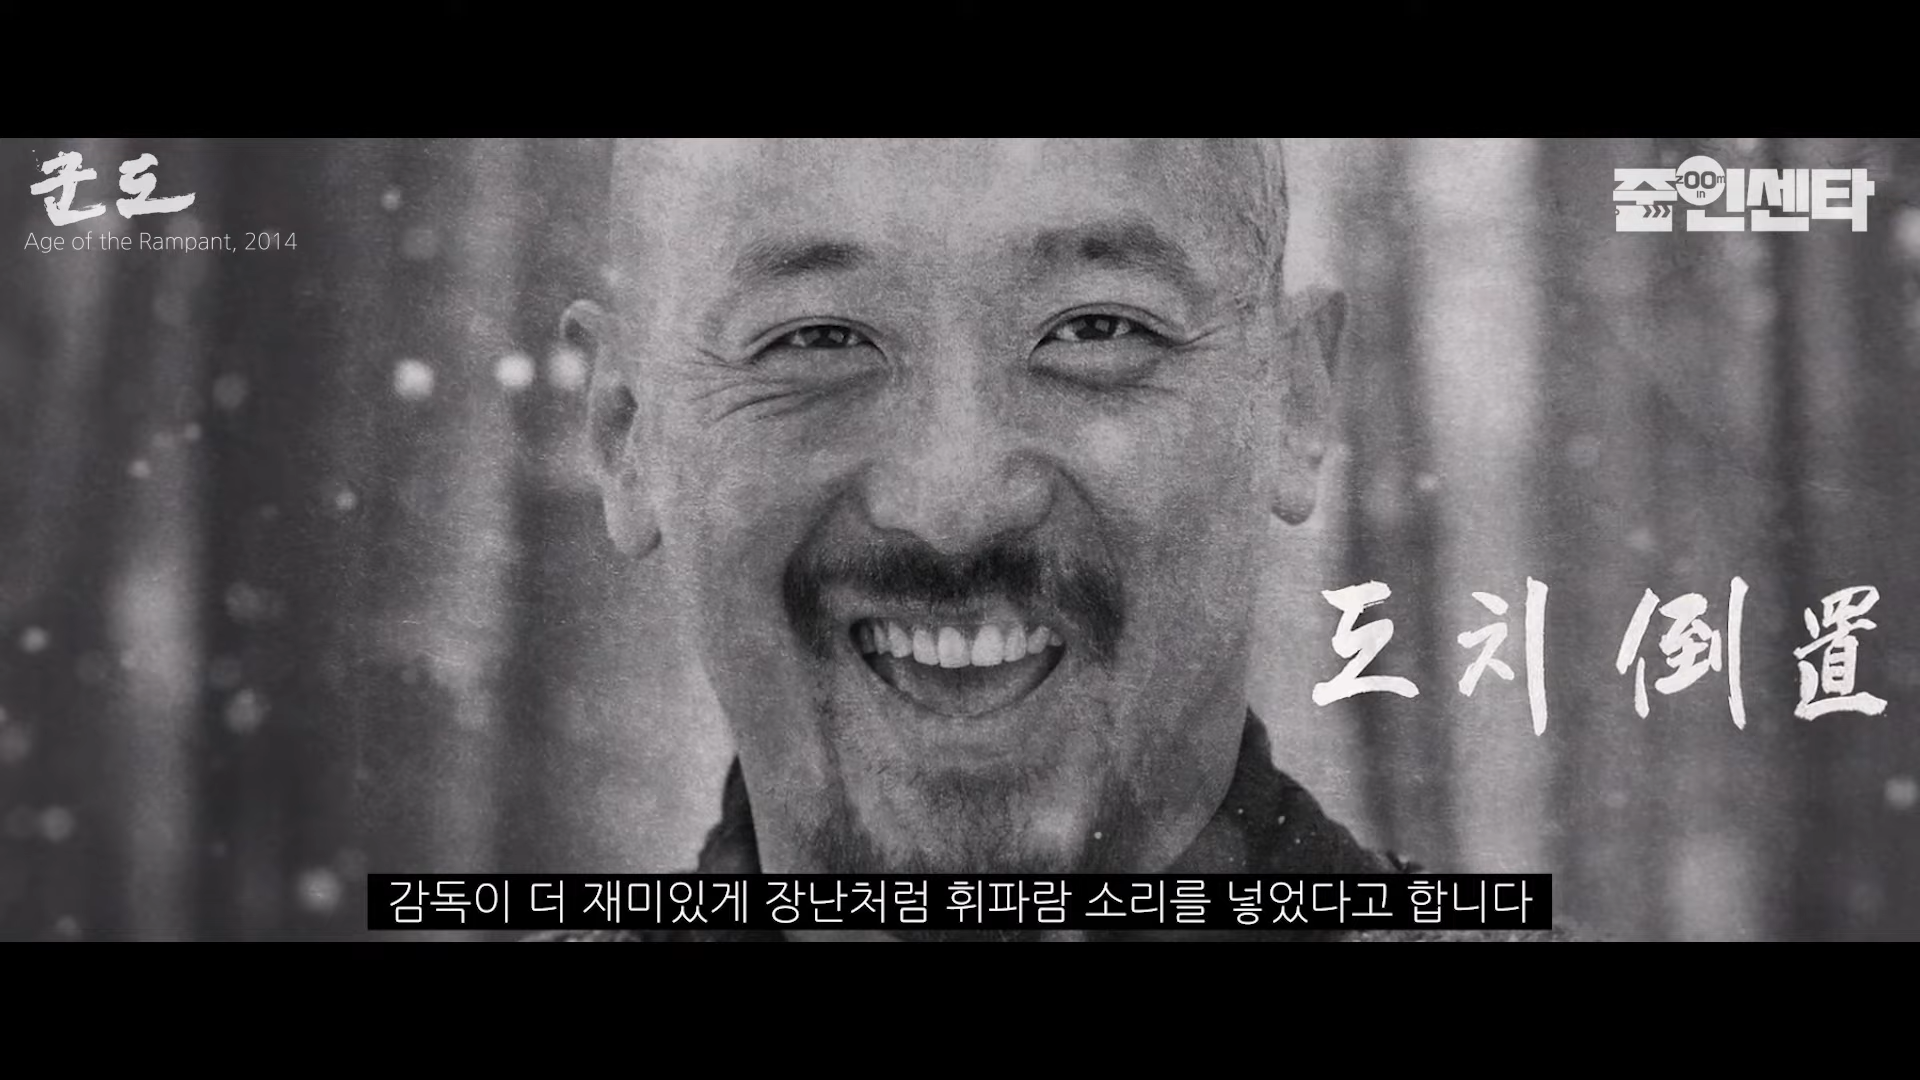 군도
Age of the Rampant, 2014
줌인센타
zoom
in
도치 倒置
감독이 더 재미있게 장난처럼 휘파람 소리를 넣었다고 합니다